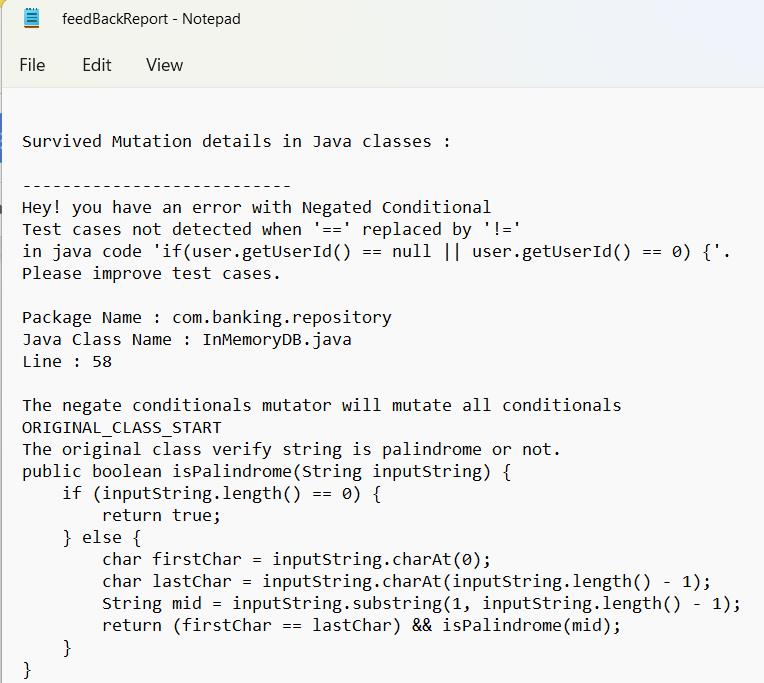 feedBackReport - Notepad
File Edit View
Survived Mutation details in Java classes :
---------------------------
Hey! you have an error with Negated Conditional
Test cases not detected when '==' replaced by '!='
in java code 'if(user.getUserId() == null || user.getUserId() == 0) {'.
Please improve test cases.
Package Name : com.banking.repository
Java Class Name : InMemoryDB.java
Line : 58
The negate conditionals mutator will mutate all conditionals
ORIGINAL_CLASS_START
The original class verify string is palindrome or not.
public boolean isPalindrome(String inputString) {
    if (inputString.length() == 0) {
        return true;
    } else {
        char firstChar = inputString.charAt(0);
        char lastChar = inputString.charAt(inputString.length() - 1);
        String mid = inputString.substring(1, inputString.length() - 1);
        return (firstChar == lastChar) && isPalindrome(mid);
    }
}